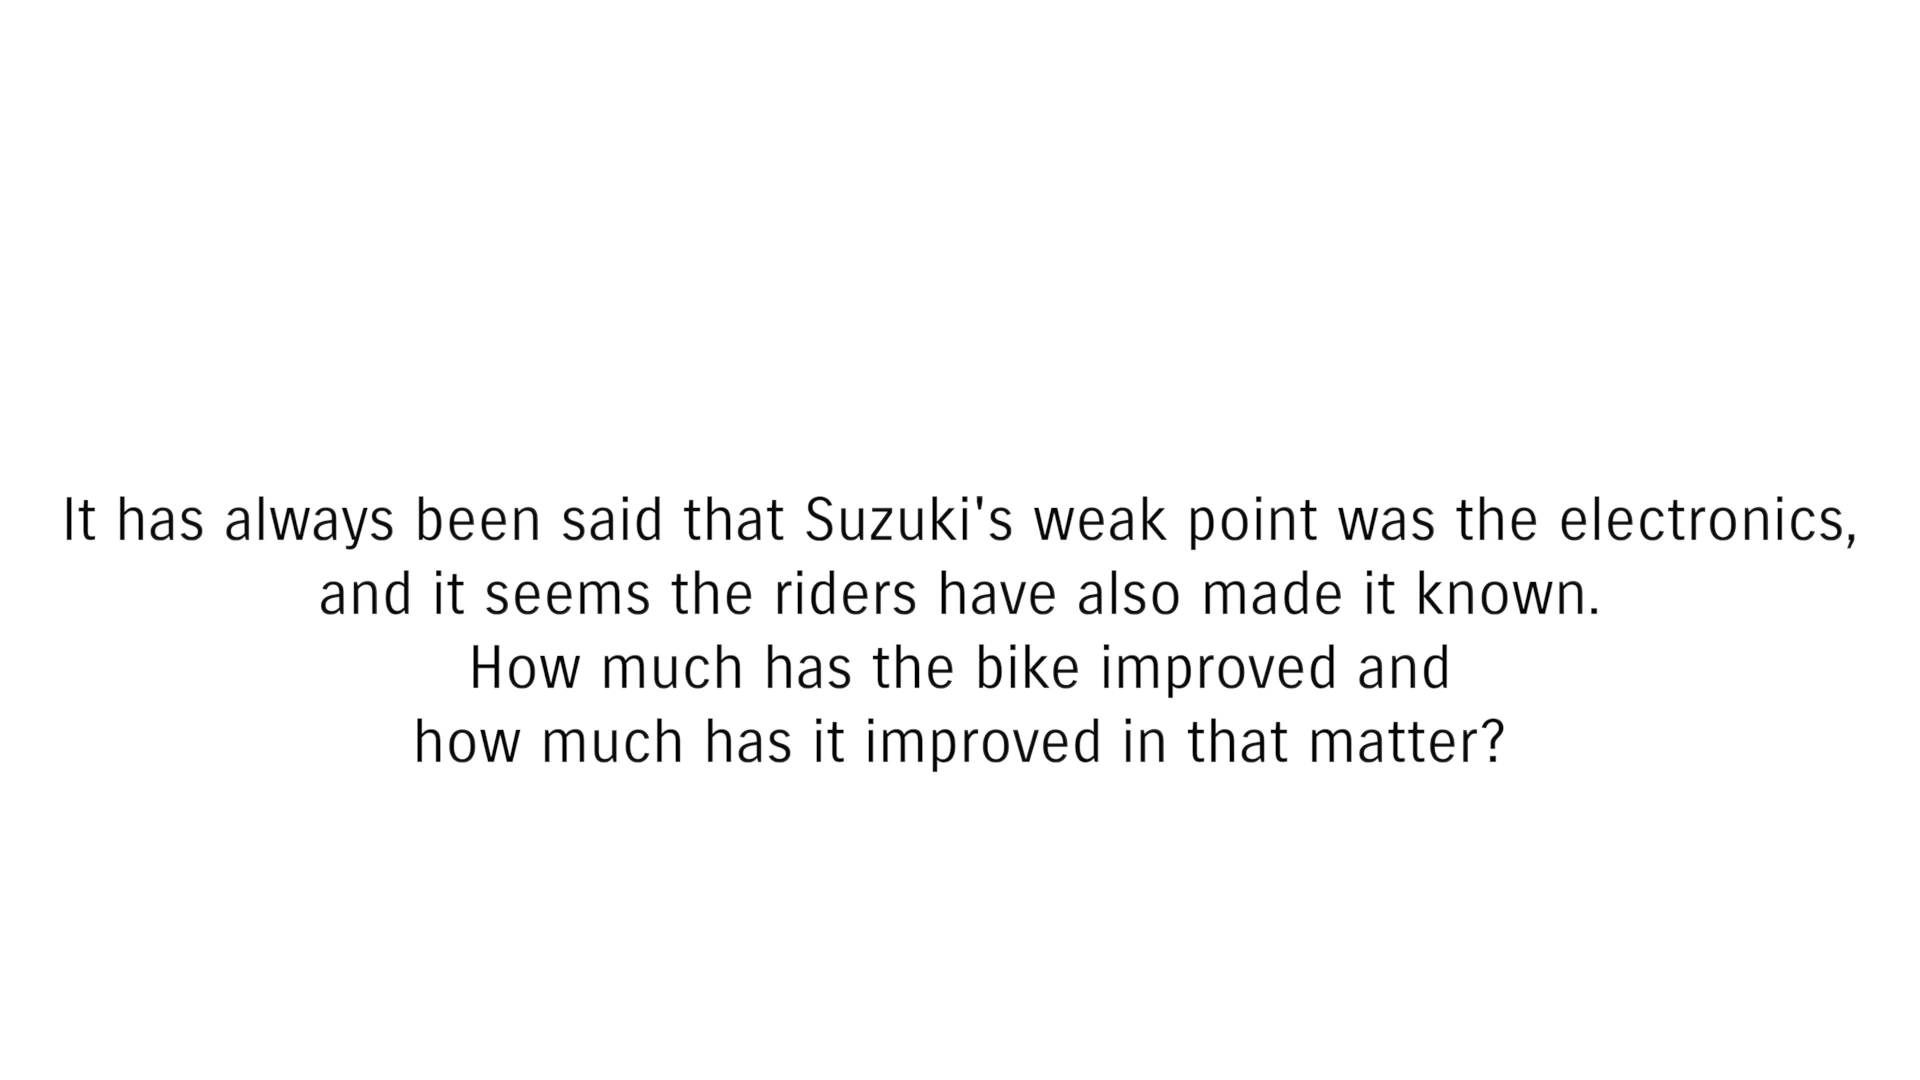 It has always been said that Suzuki's weak point was the electronics,
and it seems the riders have also made it known.
How much has the bike improved and
how much has it improved in that matter?